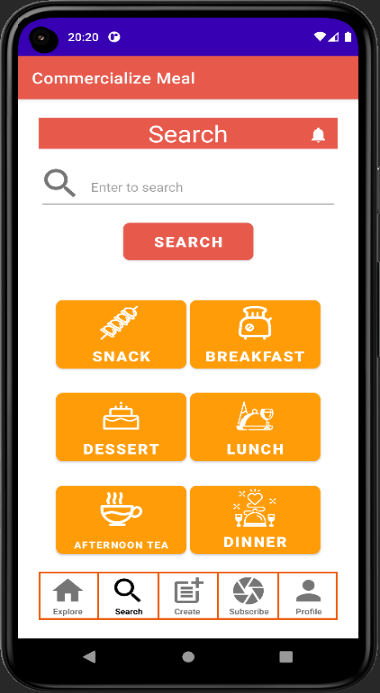 20:20
Commercialize Meal
Search
Enter to search
SEARCH
SNACK
BREAKFAST
DESSERT
LUNCH
AFTERNOON TEA
DINNER
Explore
Search
Create
Subscribe
Profile